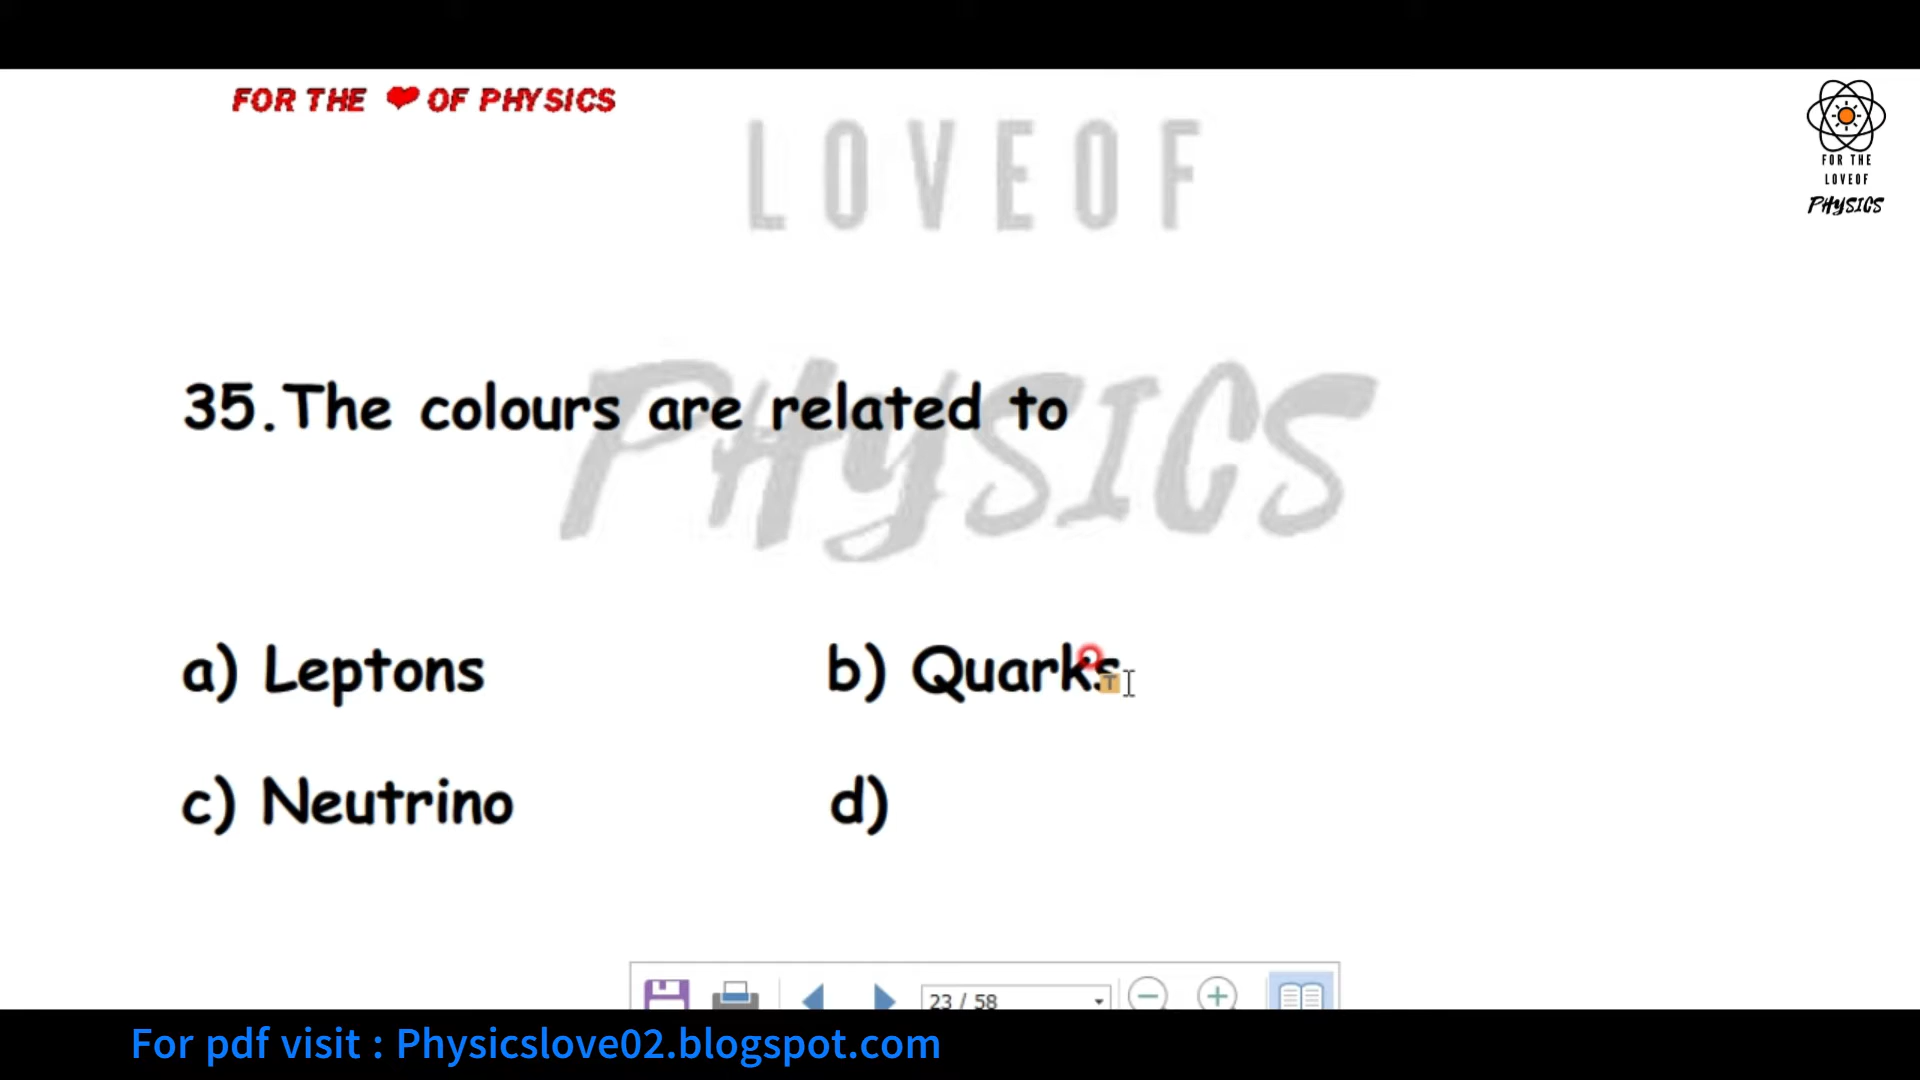 FOR THE ❤ OF PHYSICS
LOVEOF
PHYSICS
FOR THE
LOVEOF
PHYSICS
35.The colours are related to
a) Leptons
b) Quarks
c) Neutrino
d)
23 / 58
For pdf visit : Physicslove02.blogspot.com